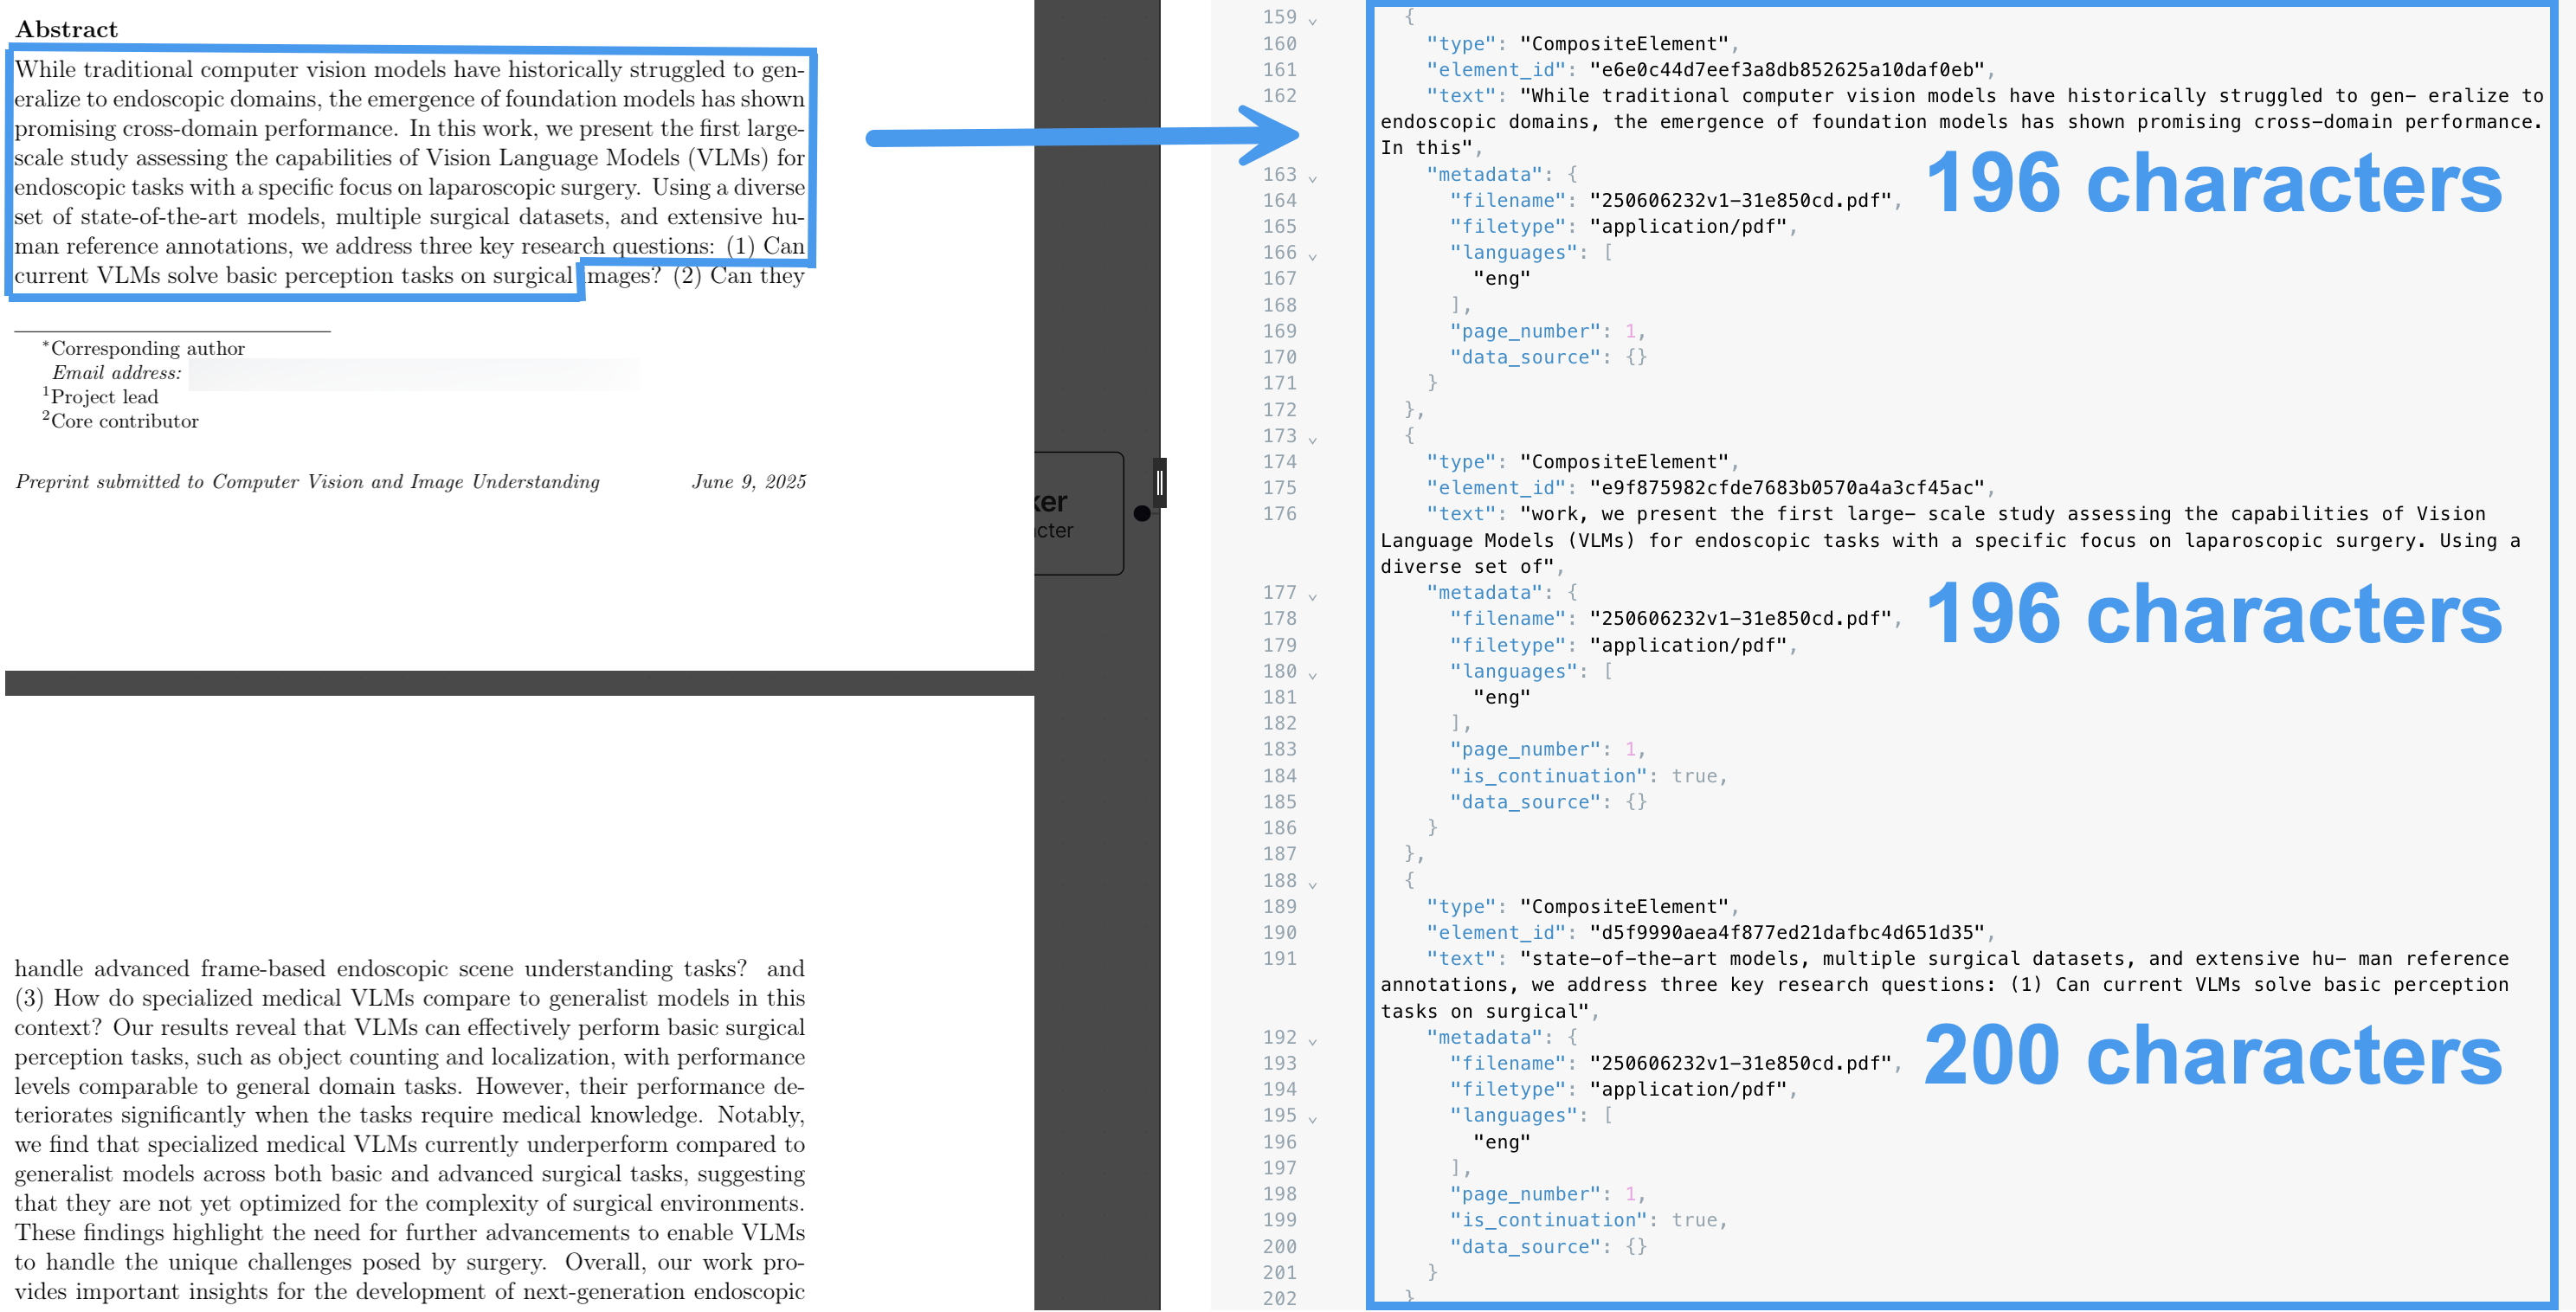 Abstract
While traditional computer vision models have historically struggled to gen-
eralize to endoscopic domains, the emergence of foundation models has shown
promising cross-domain performance. In this work, we present the first large-
scale study assessing the capabilities of Vision Language Models (VLMs) for
endoscopic tasks with a specific focus on laparoscopic surgery. Using a diverse
set of state-of-the-art models, multiple surgical datasets, and extensive hu-
man reference annotations, we address three key research questions: (1) Can
current VLMs solve basic perception tasks on surgical images? (2) Can they
*Corresponding author
Email address:
1Project lead
2Core contributor
Preprint submitted to Computer Vision and Image Understanding June 9, 2025
handle advanced frame-based endoscopic scene understanding tasks? and
(3) How do specialized medical VLMs compare to generalist models in this
context? Our results reveal that VLMs can effectively perform basic surgical
perception tasks, such as object counting and localization, with performance
levels comparable to general domain tasks. However, their performance de-
teriorates significantly when the tasks require medical knowledge. Notably,
we find that specialized medical VLMs currently underperform compared to
generalist models across both basic and advanced surgical tasks, suggesting
that they are not yet optimized for the complexity of surgical environments.
These findings highlight the need for further advancements to enable VLMs
to handle the unique challenges posed by surgery. Overall, our work pro-
vides important insights for the development of next-generation endoscopic
ker
acter
159 {
160 "type": "CompositeElement",
161 "element_id": "e6e0c44d7eef3a8db852625a10daf0eb",
162 "text": "While traditional computer vision models have historically struggled to gen- eralize to
endoscopic domains, the emergence of foundation models has shown promising cross-domain performance.
In this",
163 "metadata": {
164 "filename": "250606232v1-31e850cd.pdf",
165 "filetype": "application/pdf",
166 "languages": [
167 "eng"
168 ],
169 "page_number": 1,
170 "data_source": {}
171 }
172 },
196 characters
173 {
174 "type": "CompositeElement",
175 "element_id": "e9f875982cfde7683b0570a4a3cf45ac",
176 "text": "work, we present the first large- scale study assessing the capabilities of Vision
Language Models (VLMs) for endoscopic tasks with a specific focus on laparoscopic surgery. Using a
diverse set of",
177 "metadata": {
178 "filename": "250606232v1-31e850cd.pdf",
179 "filetype": "application/pdf",
180 "languages": [
181 "eng"
182 ],
183 "page_number": 1,
184 "is_continuation": true,
185 "data_source": {}
186 }
187 },
196 characters
188 {
189 "type": "CompositeElement",
190 "element_id": "d5f9990aea4f877ed21dafbc4d651d35",
191 "text": "state-of-the-art models, multiple surgical datasets, and extensive hu- man reference
annotations, we address three key research questions: (1) Can current VLMs solve basic perception
tasks on surgical",
192 "metadata": {
193 "filename": "250606232v1-31e850cd.pdf",
194 "filetype": "application/pdf",
195 "languages": [
196 "eng"
197 ],
198 "page_number": 1,
199 "is_continuation": true,
200 "data_source": {}
201 }
202 }
200 characters